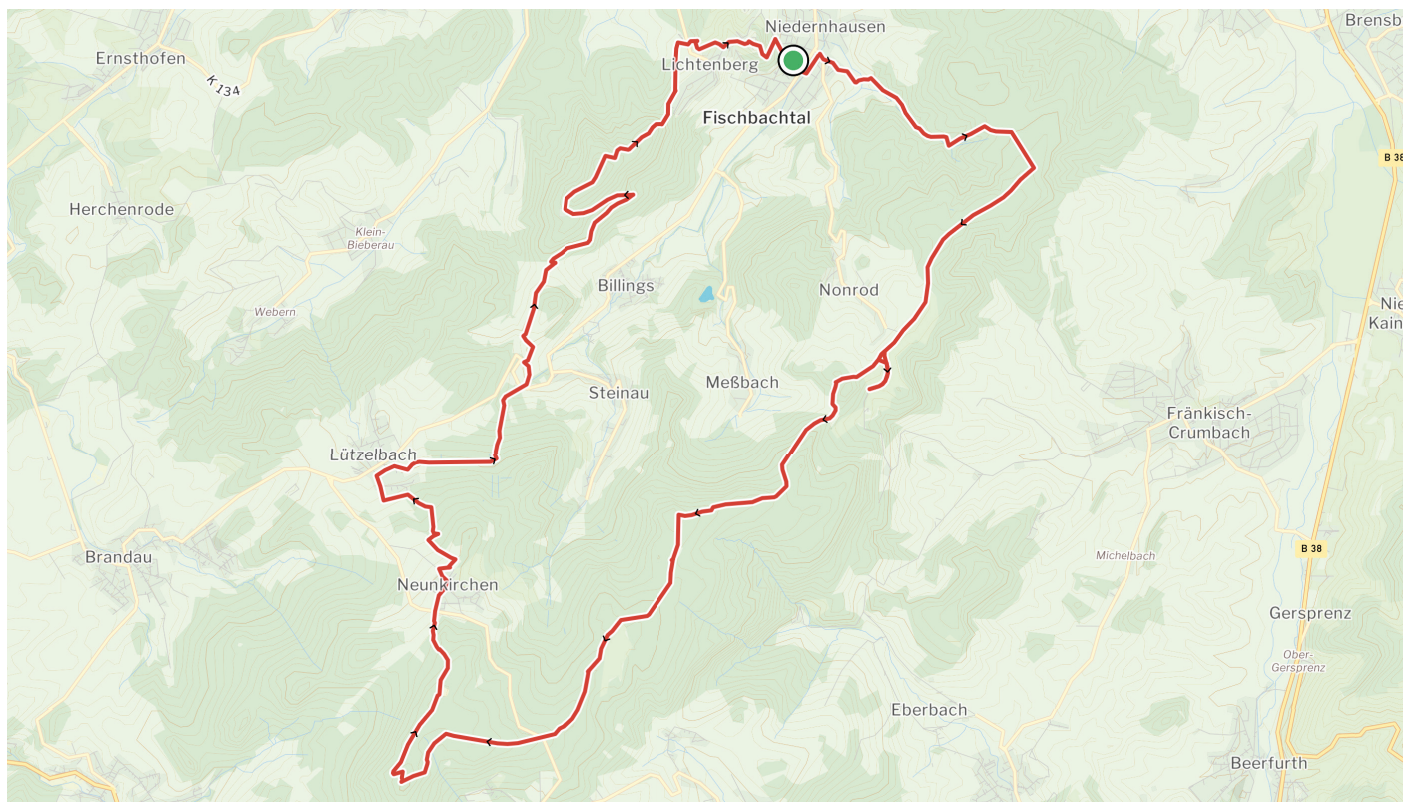 Niedernhausen
Brensb
Ernsthofen
Lichtenberg
K 134
Fischbachtal
B 38
Herchenrode
Klein-
Bieberau
Billings
Nonrod
Webern
Nie
Kain
Meßbach
Steinau
Fränkisch-
Crumbach
Lützelbach
B 38
Brandau
Michelbach
Neunkirchen
Gersprenz
Ober-
Gersprenz
Eberbach
Beerfurth